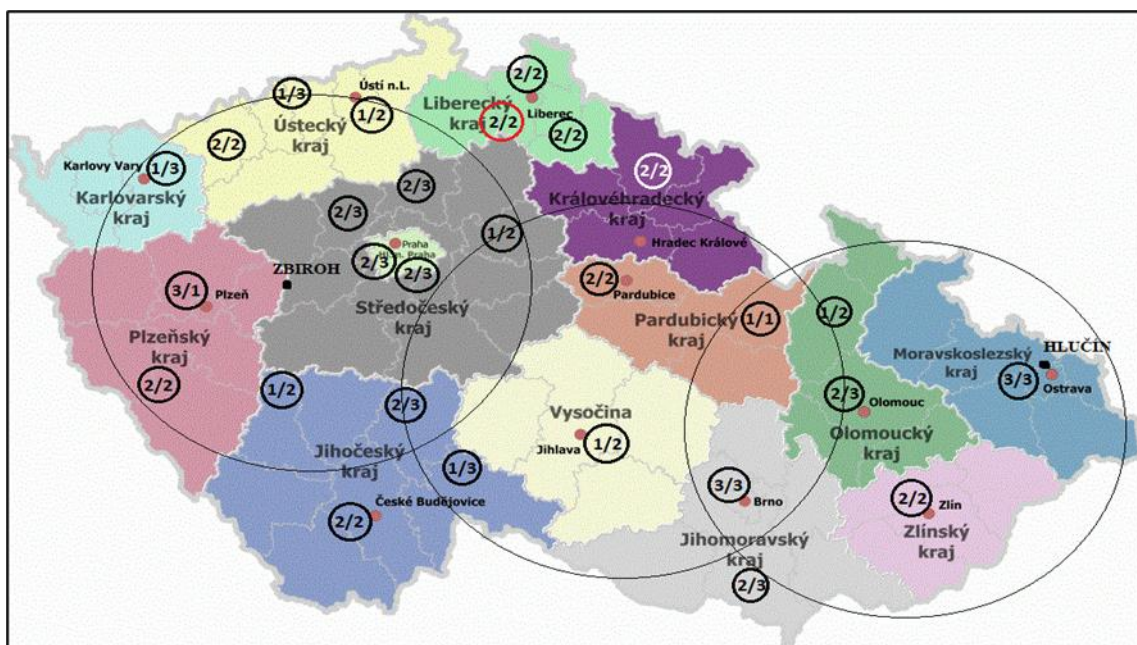 2/2
1/3
Ústí n.L.
Liberecký
kraj
2/2
Liberec
1/2
Ústecký
kraj
2/2
2/2
Karlovy Vary
1/3
Karlovarský
kraj
2/3
2/3
2/2
Královéhradecký
kraj
1/2
Hradec Králové
Praha
Praha
2/3
2/3
ZBIROH
3/1
Plzeň
Středočeský
kraj
2/2
Pardubice
1/1
Pardubický
kraj
1/2
Plzeňský
kraj
2/2
1/2
2/3
Moravskoslezský
kraj
HLUČÍN
3/3
Ostrava
2/3
Olomouc
Olomoucký
kraj
Vysočina
Jihlava
1/2
Jihočeský
kraj
1/3
České Budějovice
2/2
3/3
Brno
2/2
Zlín
Zlínský
kraj
Jihomoravský
kraj
2/3